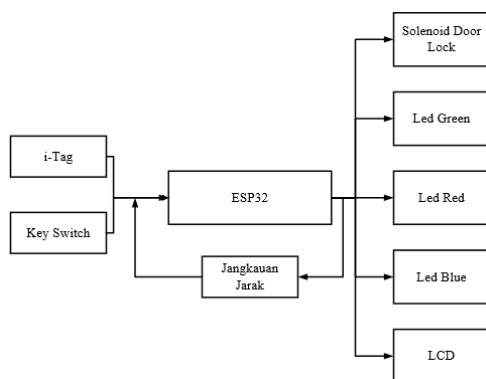 Solenoid Door
Lock
Led Green
i-Tag
ESP32
Led Red
Key Switch
Jangkauan
Jarak
Led Blue
LCD